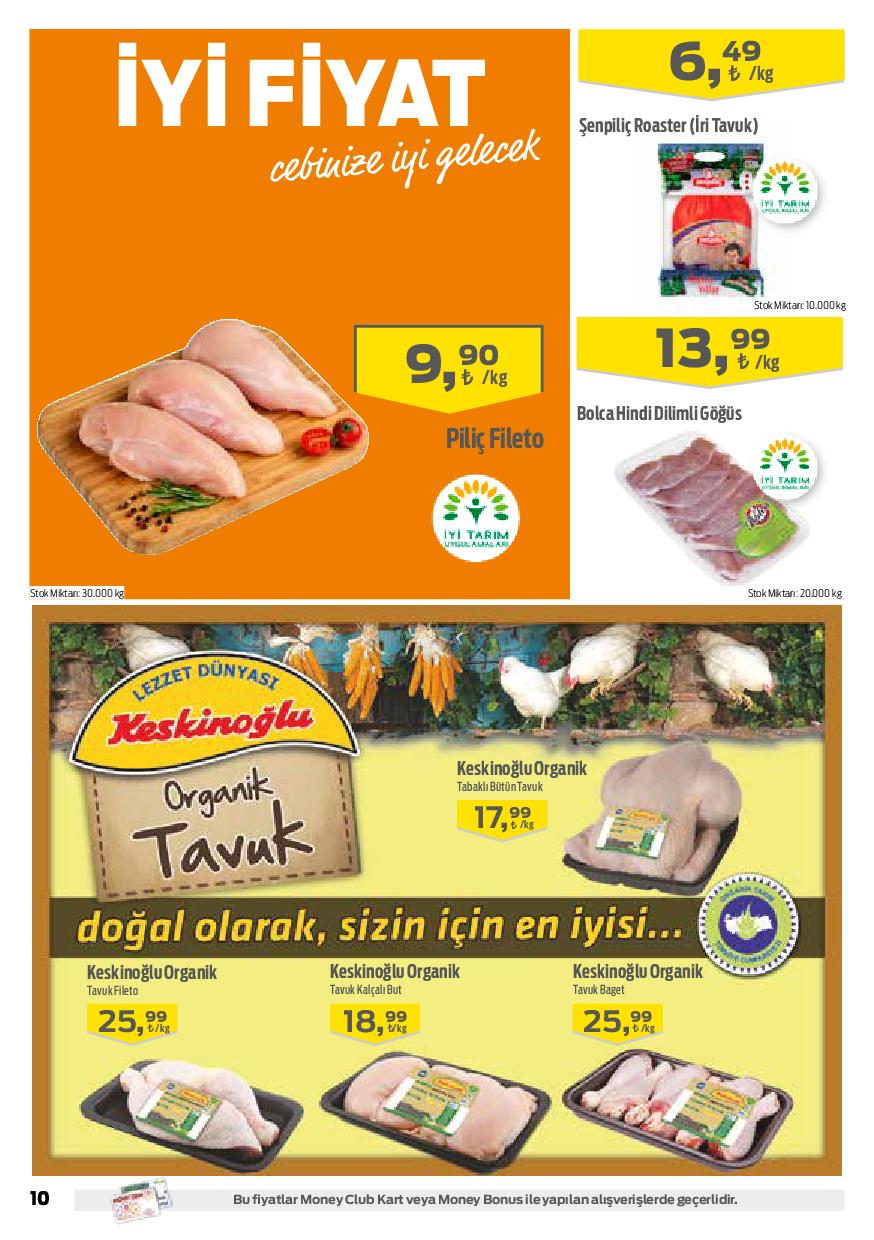 İYİ FİYAT
cebinize iyi gelecek
9,90 ₺ /kg
Piliç Fileto
İYİ TARIM
UYGULAMALARI
Stok Miktarı: 30.000 kg
6,49 ₺ /kg
Şenpiliç Roaster (İri Tavuk)
İYİ TARIM
UYGULAMALARI
Stok Miktarı: 10.000 kg
13,99 ₺ /kg
Bolca Hindi Dilimli Göğüs
İYİ TARIM
UYGULAMALARI
Stok Miktarı: 20.000 kg
LEZZET DÜNYASI
Keskinoğlu
Organik
Tavuk
Keskinoğlu Organik
Tabaklı Bütün Tavuk
17,99 ₺ /kg
doğal olarak, sizin için en iyisi...
ORGANİK TARIM
TÜRKİYE CUMHURİYETİ
Keskinoğlu Organik
Tavuk Fileto
25,99 ₺ /kg
Keskinoğlu Organik
Tavuk Kalçalı But
18,99 ₺/kg
Keskinoğlu Organik
Tavuk Baget
25,99 ₺ /kg
10
Bu fiyatlar Money Club Kart veya Money Bonus ile yapılan alışverişlerde geçerlidir.